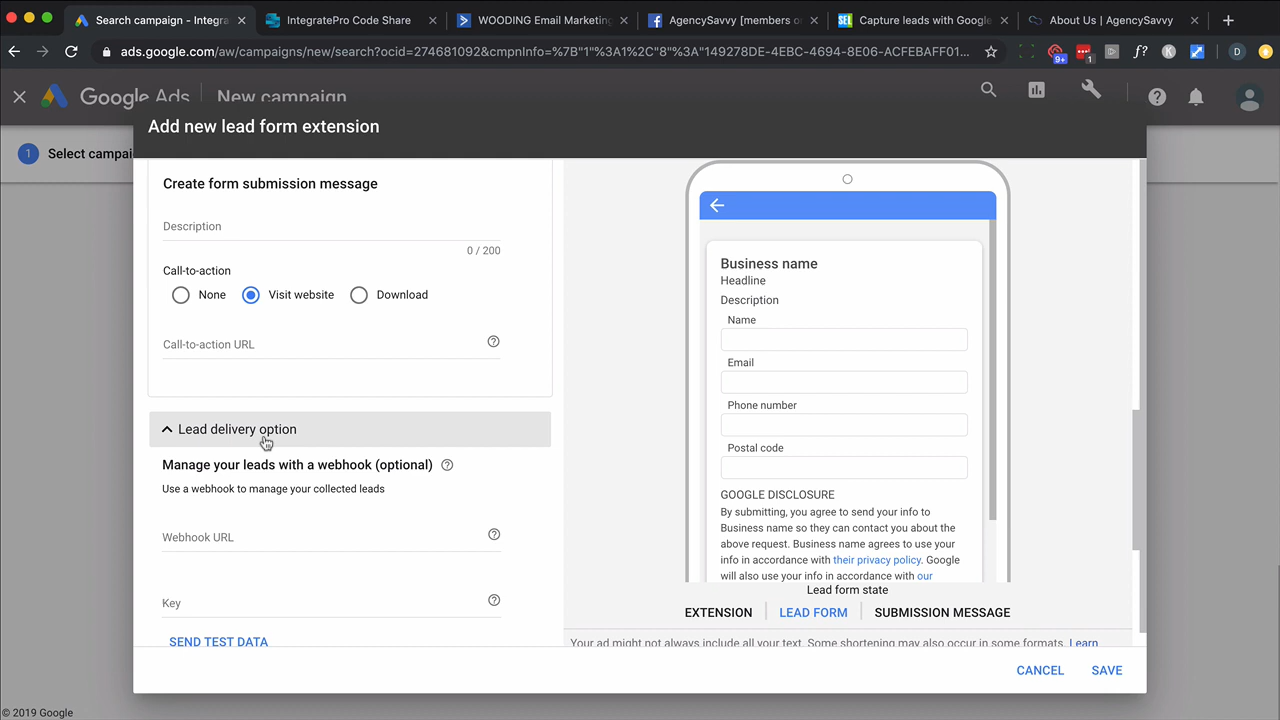 Search campaign - Integra
IntegratePro Code Share
WOODING Email Marketing
AgencySavvy [members o
SEL
Capture leads with Google
About Us | AgencySavvy
ads.google.com/aw/campaigns/new/search?ocid=274681092&cmpnInfo=%7B"1"%3A1%2C"8"%3A"149278DE-4EBC-4694-8E06-ACFEBAFF01...
9+
1
f?
K
D
Google Ads
New campaign
1
Select campai
Add new lead form extension
Create form submission message
Description
0 / 200
Call-to-action
None
Visit website
Download
Call-to-action URL
Lead delivery option
Manage your leads with a webhook (optional)
Use a webhook to manage your collected leads
Webhook URL
Key
SEND TEST DATA
Business name
Headline
Description
Name
Email
Phone number
Postal code
GOOGLE DISCLOSURE
By submitting, you agree to send your info to
Business name so they can contact you about the
above request. Business name agrees to use your
info in accordance with their privacy policy. Google
will also use your info in accordance with our
Lead form state
EXTENSION
LEAD FORM
SUBMISSION MESSAGE
Your ad might not always include all your text. Some shortening may also occur in some formats. Learn
CANCEL
SAVE
© 2019 Google